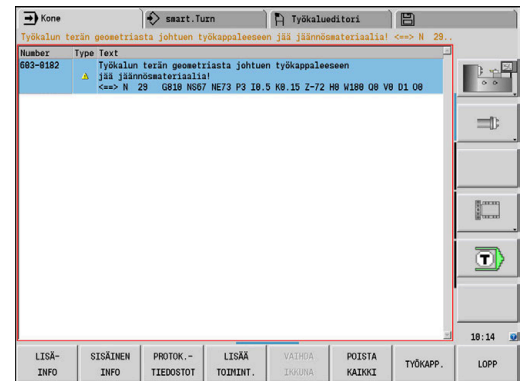 Kone
smart.Turn
Työkalueditori
Työkalun terän geometriasta johtuen työkappaleeseen jää jäännösmateriaalia! <==> N 29..
Number Type Text
603-0182 Työkalun terän geometriasta johtuen työkappaleeseen
jää jäännösmateriaalia!
<==> N 29 G810 NS67 NE73 P3 I0.5 K0.15 Z-72 H0 W180 Q0 V0 D1 O0
T
10:14
LISÄ-
INFO
SISÄINEN
INFO
PROTOK.-
TIEDOSTOT
LISÄÄ
TOIMINT.
VAIHDA
IKKUNA
POISTA
KAIKKI
TYÖKAPP.
LOPP